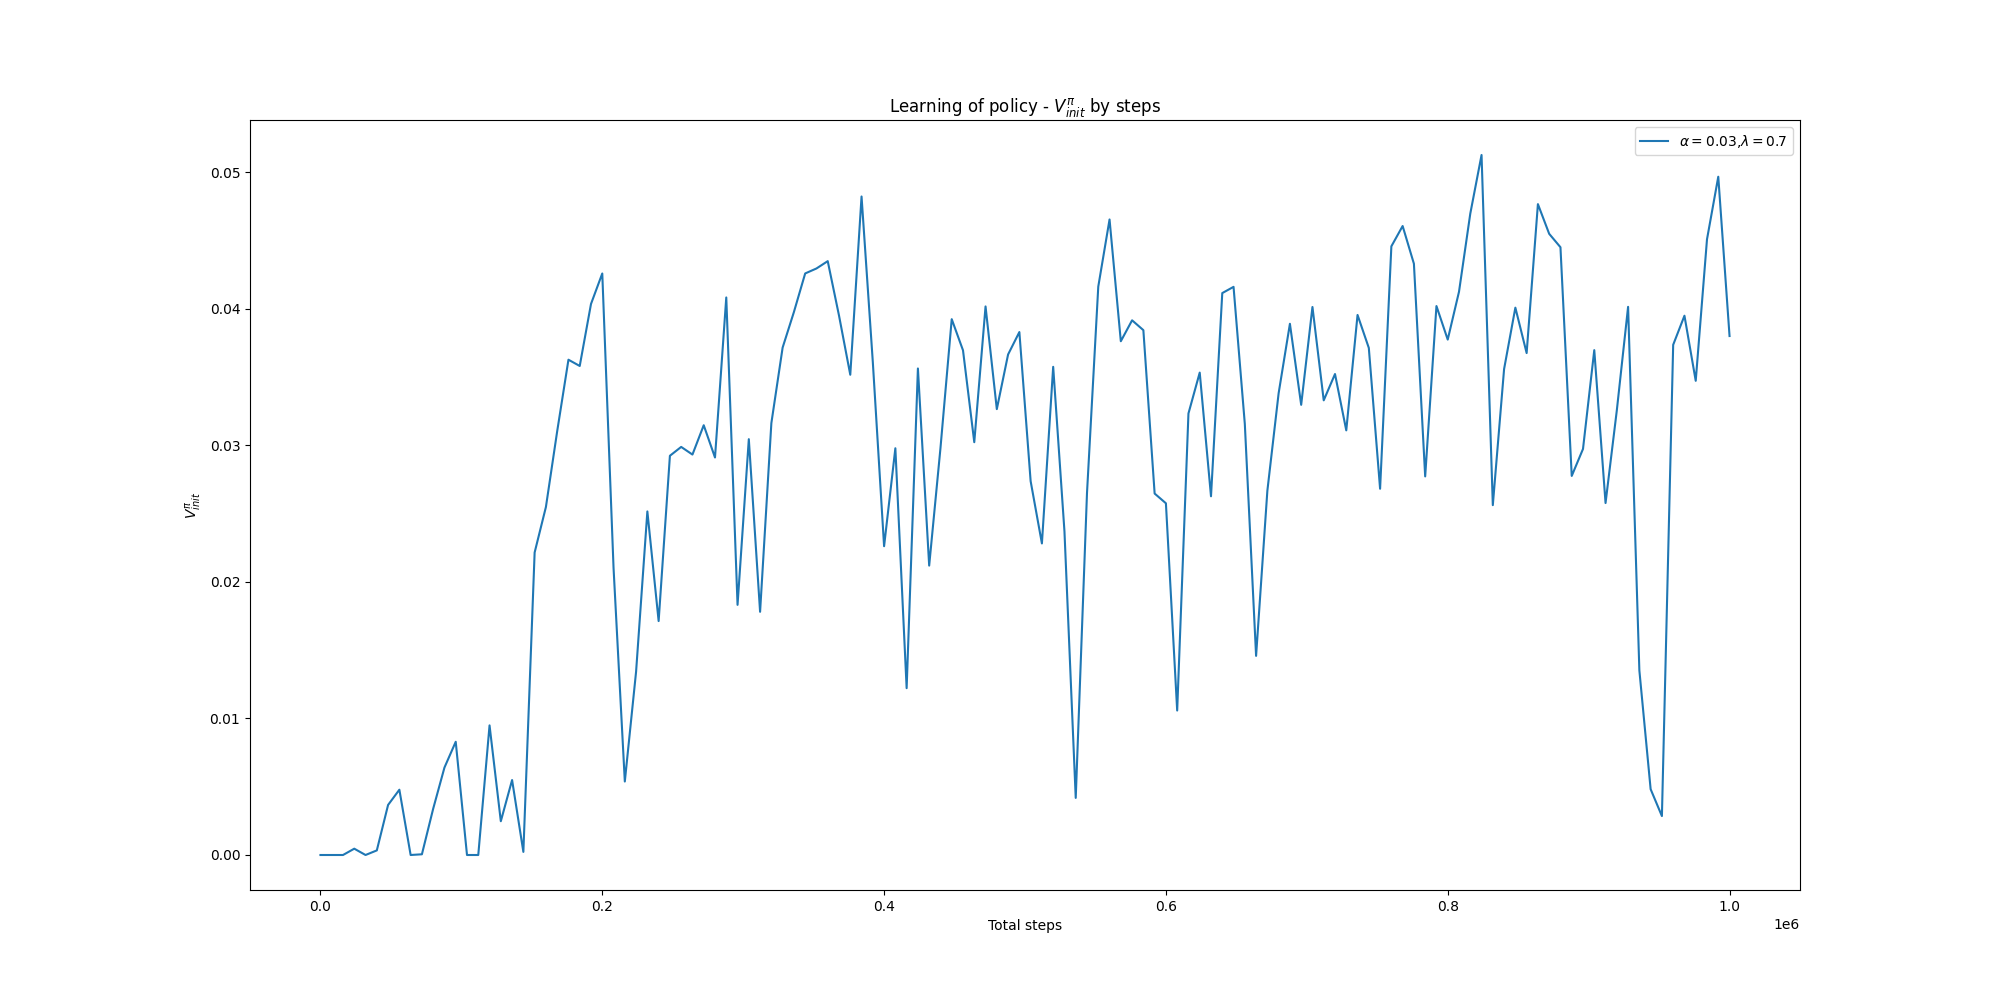 Learning of policy - $V^{\pi}_{init}$ by steps
α = 0.03,λ = 0.7
0.05
0.04
0.03
0.02
0.01
0.00
$V^{\pi}_{init}$
0.0 0.2 0.4 0.6 0.8 1.0
Total steps
1e6